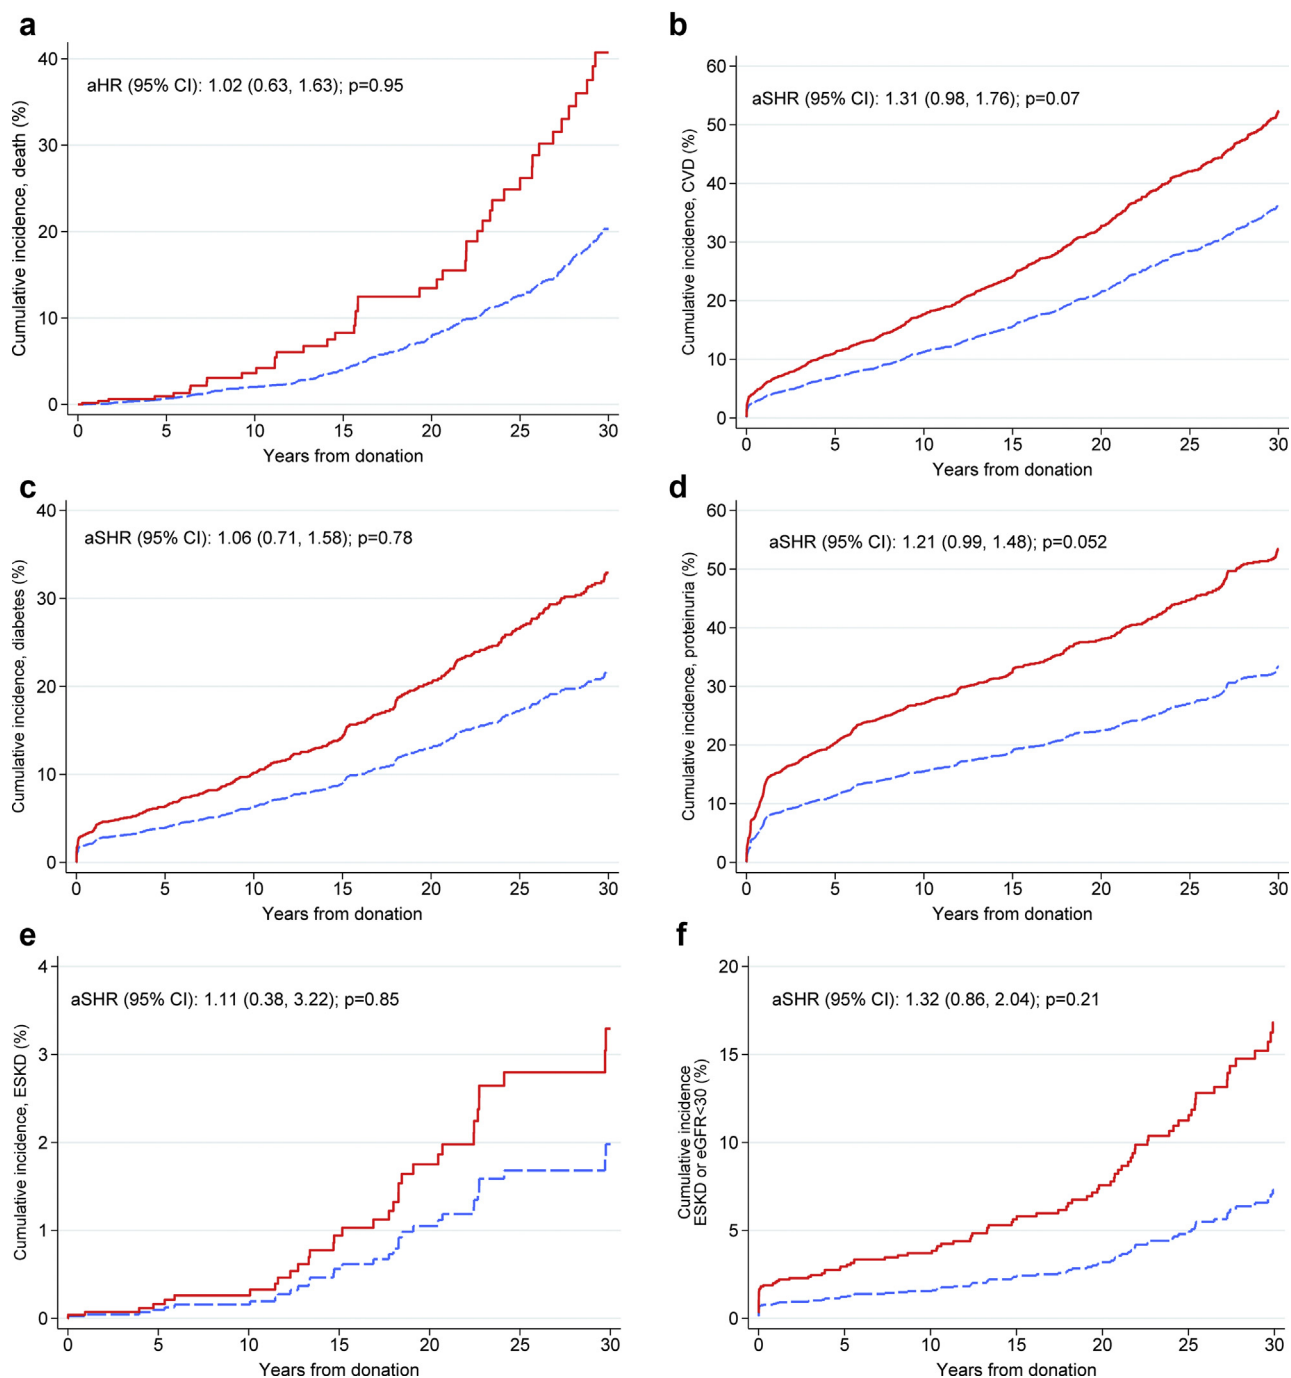 a
40
30
20
10
0
Cumulative incidence, death (%)
aHR (95% CI): 1.02 (0.63, 1.63); p=0.95
0 5 10 15 20 25 30
Years from donation
b
60
50
40
30
20
10
0
Cumulative incidence, CVD (%)
aSHR (95% CI): 1.31 (0.98, 1.76); p=0.07
0 5 10 15 20 25 30
Years from donation
c
40
30
20
10
0
Cumulative incidence, diabetes (%)
aSHR (95% CI): 1.06 (0.71, 1.58); p=0.78
0 5 10 15 20 25 30
Years from donation
d
60
50
40
30
20
10
0
Cumulative incidence, proteinuria (%)
aSHR (95% CI): 1.21 (0.99, 1.48); p=0.052
0 5 10 15 20 25 30
Years from donation
e
4
3
2
1
0
Cumulative incidence, ESKD (%)
aSHR (95% CI): 1.11 (0.38, 3.22); p=0.85
0 5 10 15 20 25 30
Years from donation
f
20
15
10
5
0
Cumulative incidence
ESKD or eGFR<30 (%)
aSHR (95% CI): 1.32 (0.86, 2.04); p=0.21
0 5 10 15 20 25 30
Years from donation